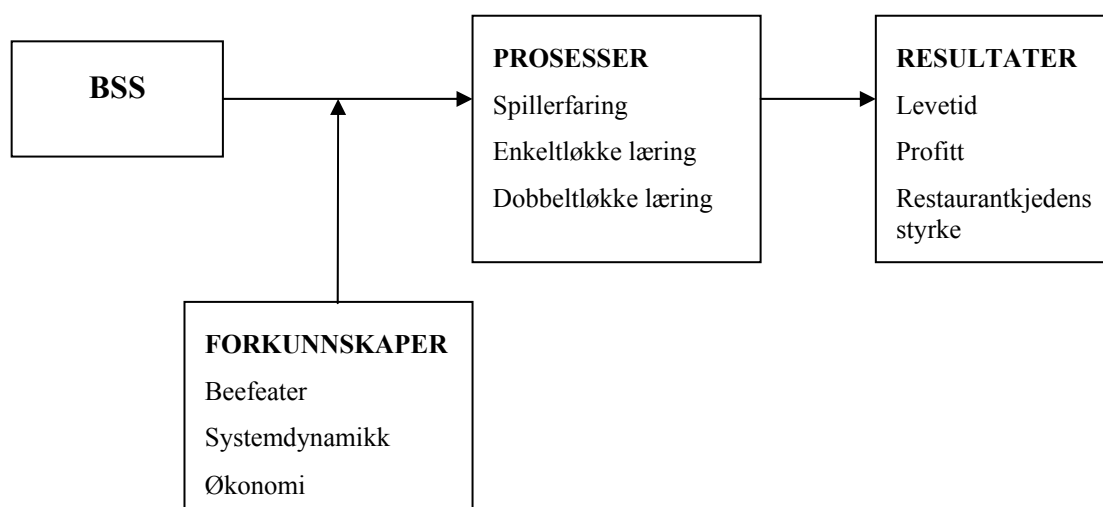 BSS
PROSESSER
Spillerfaring
Enkeltløkke læring
Dobbeltløkke læring
RESULTATER
Levetid
Profitt
Restaurantkjedens
styrke
FORKUNNSKAPER
Beefeater
Systemdynamikk
Økonomi